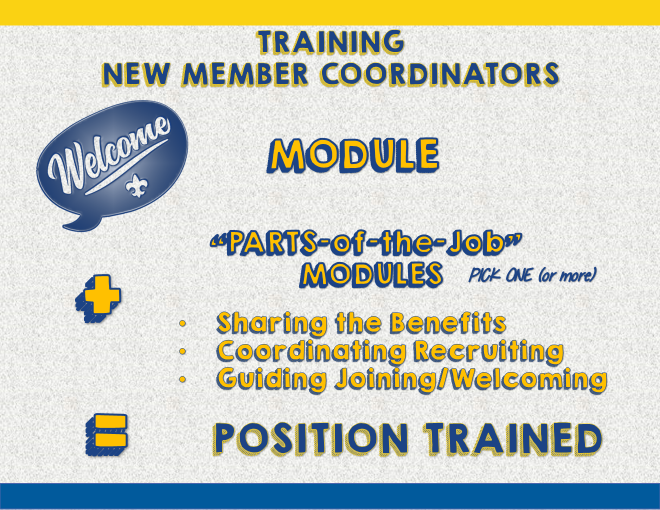 TRAINING
NEW MEMBER COORDINATORS
Welcome
MODULE
“PARTS-of-the-Job”
MODULES PICK ONE (or more)
+
• Sharing the Benefits
• Coordinating Recruiting
• Guiding Joining/Welcoming
= POSITION TRAINED